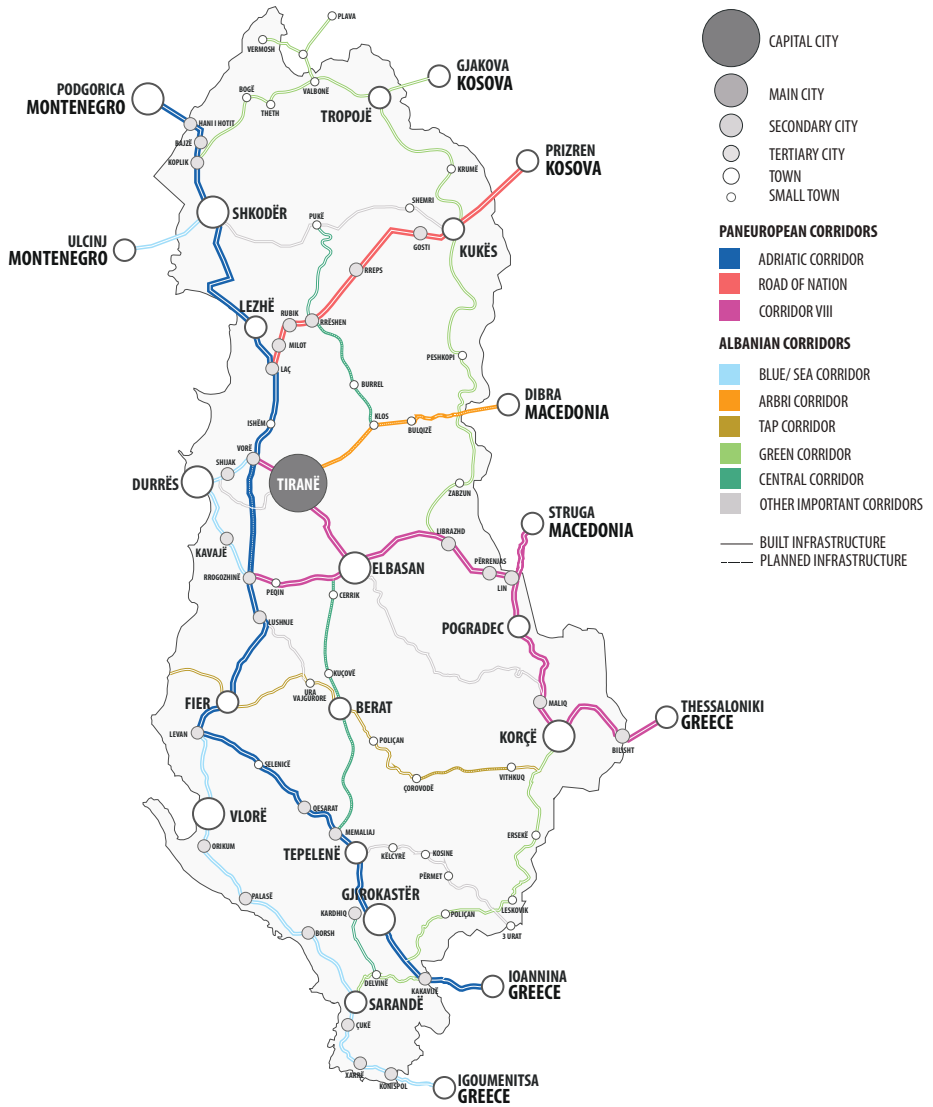 PLAVA
VERMOSH
GJAKOVA
KOSOVA
PODGORICA
MONTENEGRO
BOGË
VALBONË
THETH
TROPOJË
HANI I HOTIT
BAJZË
KOPLIK
PRIZREN
KOSOVA
KRUMË
SHKODËR
SHEMRI
PUKË
KUKËS
GOSTI
ULCINJ
MONTENEGRO
RREPS
LEZHË
RUBIK
RRËSHEN
MILOT
LAÇ
PESHKOPI
BURREL
DIBRA
MACEDONIA
KLOS
BULQIZË
ISHËM
VORË
SHIJAK
DURRËS
TIRANË
ZABZUN
STRUGA
MACEDONIA
LIBRAZHD
KAVAJË
PËRRENJAS
ELBASAN
LIN
RROGOZHINË
PEQIN
CERRIK
LUSHNJE
POGRADEC
KUÇOVË
URA
VAJGURORE
FIER
BERAT
MALIQ
THESSALONIKI
GREECE
KORÇË
LEVAN
POLIÇAN
BILISHT
SELENICË
ÇOROVODË
VITHKUQ
VLORË
QESARAT
MEMALIAJ
ERSEKË
ORIKUM
TEPELENË
KËLCYRË
KOSINE
PËRMET
GJIROKASTËR
PALASË
KARDHIQ
POLIÇAN
LESKOVIK
3 URAT
BORSH
DELVINË
KAKAVIJË
IOANNINA
GREECE
SARANDË
ÇUKË
XARRË
KONISPOL
IGOUMENITSA
GREECE
CAPITAL CITY
MAIN CITY
SECONDARY CITY
TERTIARY CITY
TOWN
SMALL TOWN
PANEUROPEAN CORRIDORS
ADRIATIC CORRIDOR
ROAD OF NATION
CORRIDOR VIII
ALBANIAN CORRIDORS
BLUE/ SEA CORRIDOR
ARBRI CORRIDOR
TAP CORRIDOR
GREEN CORRIDOR
CENTRAL CORRIDOR
OTHER IMPORTANT CORRIDORS
BUILT INFRASTRUCTURE
PLANNED INFRASTRUCTURE